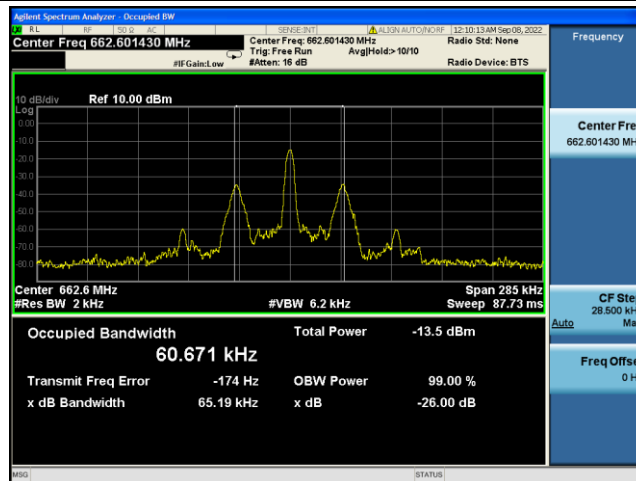 Agilent Spectrum Analyzer - Occupied BW
RL RF 50 Ω AC SENSE:INT ALIGN AUTO/NO RF 12:10:13 AM Sep 08, 2022
Center Freq 662.601430 MHz
Center Freq: 662.601430 MHz
Radio Std: None
Trig: Free Run Avg|Hold:> 10/10
#IFGain:Low #Atten: 16 dB Radio Device: BTS
Frequency
10 dB/div Ref 10.00 dBm
Log
0.00
-10.0
-20.0
-30.0
-40.0
-50.0
-60.0
-70.0
-80.0
Center Fre
662.601430 MH
Center 662.6 MHz Span 285 kHz
#Res BW 2 kHz #VBW 6.2 kHz Sweep 87.73 ms
CF Ste
28.500 kH
Auto Ma
Occupied Bandwidth Total Power -13.5 dBm
60.671 kHz
Transmit Freq Error -174 Hz OBW Power 99.00 %
x dB Bandwidth 65.19 kHz x dB -26.00 dB
Freq Offse
0 H
MSG STATUS